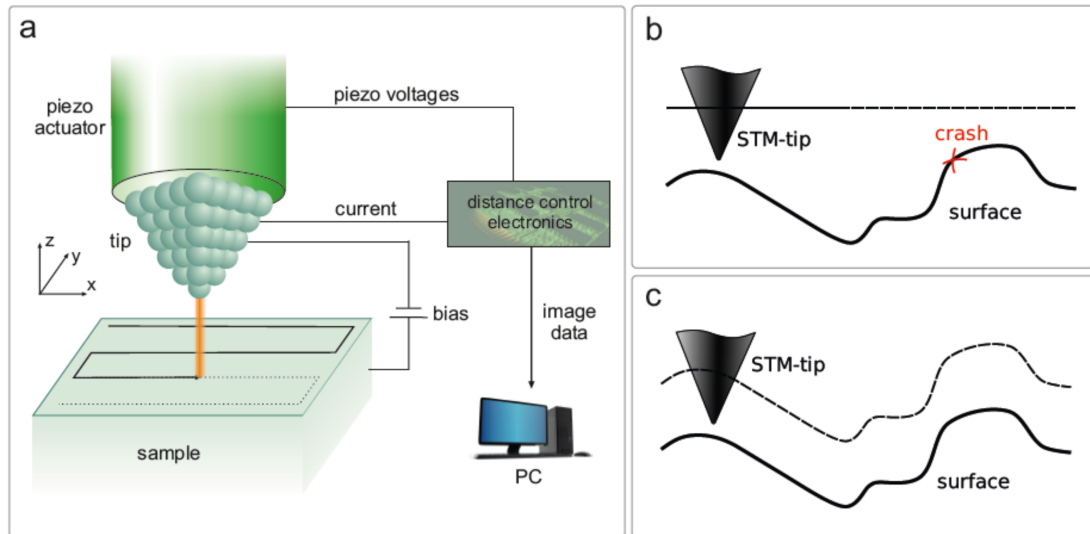 a
piezo
actuator
piezo voltages
distance control
electronics
current
tip
z
y
x
bias
image
data
sample
PC
b
STM-tip
crash
surface
c
STM-tip
surface